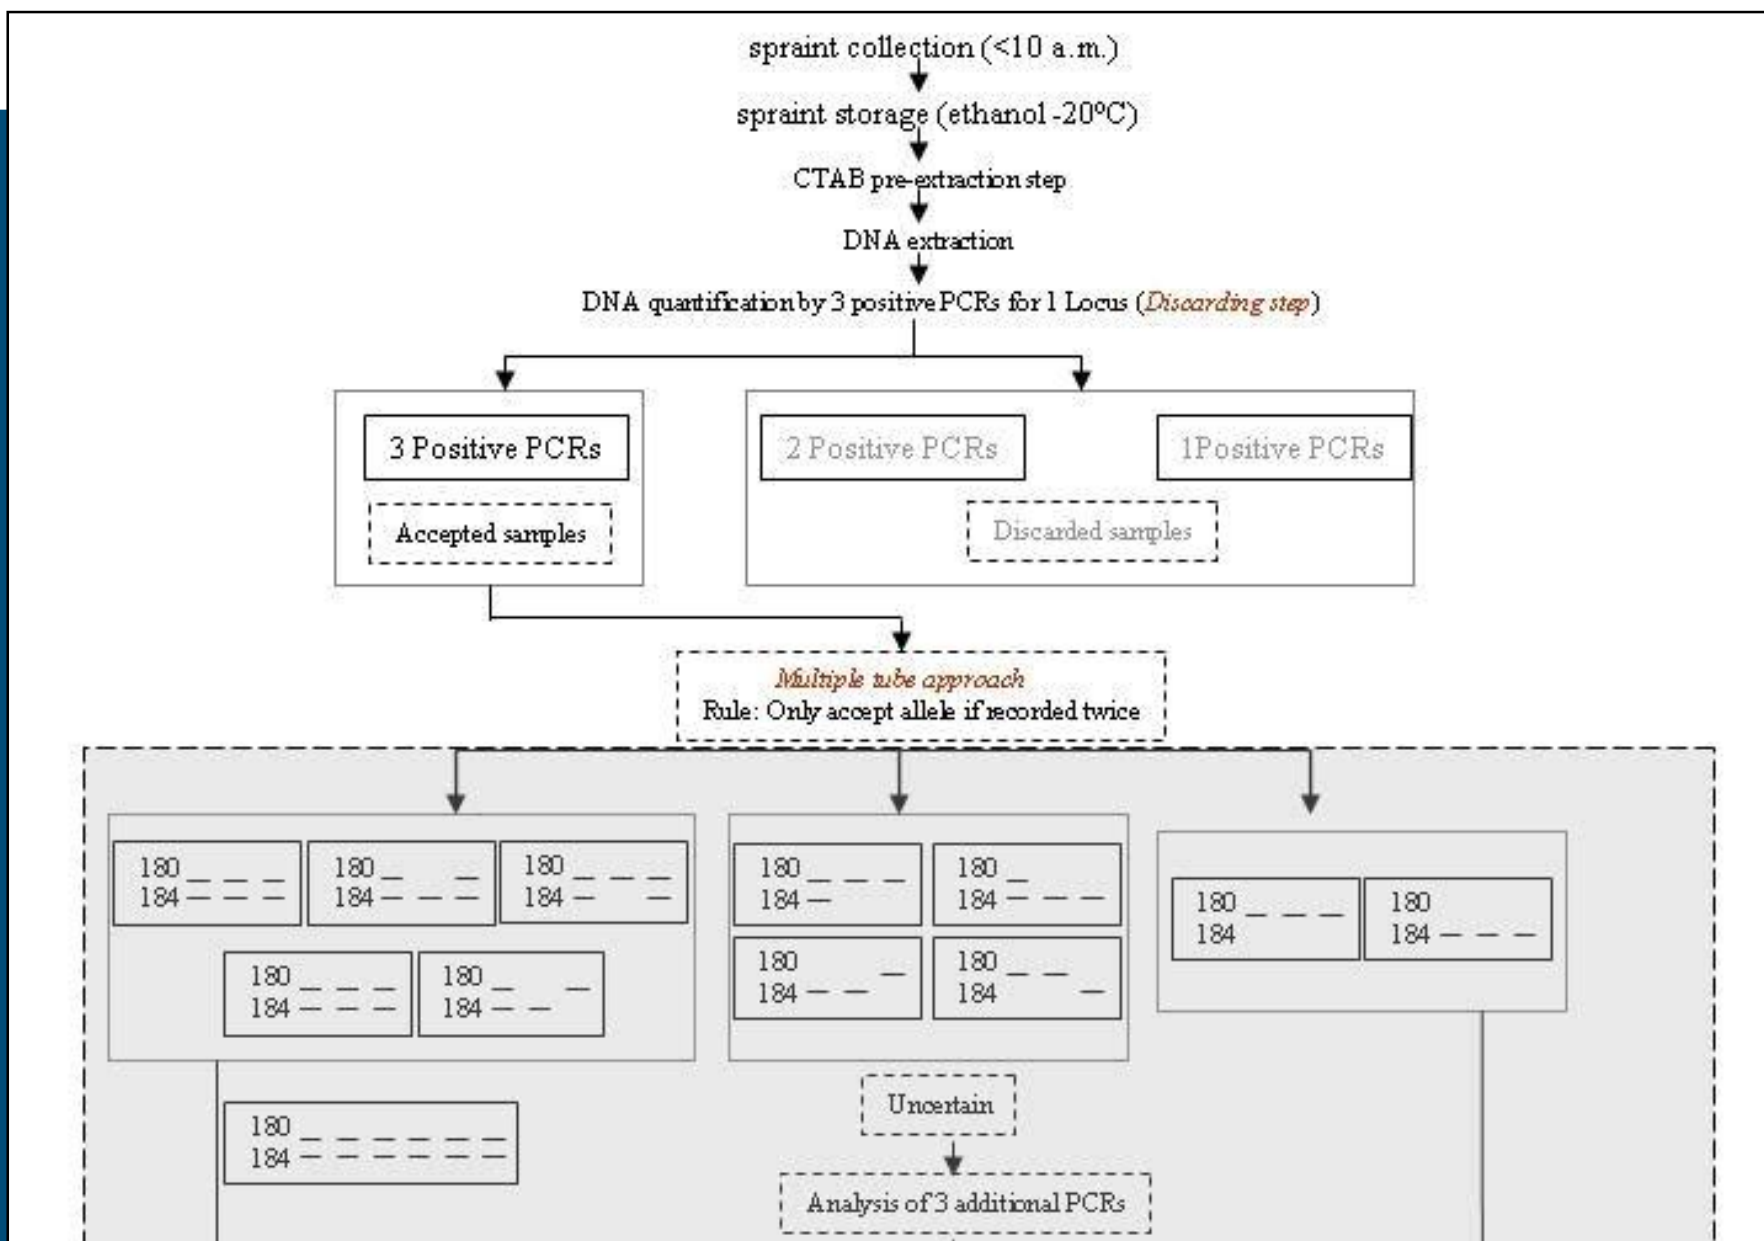 spraint collection (<10 a.m.)
spraint storage (ethanol -20ºC)
CTAB pre-extraction step
DNA extraction
DNA quantification by 3 positive PCRs for 1 Locus (Discarding step)
3 Positive PCRs
2 Positive PCRs
1Positive PCRs
Accepted samples
Discarded samples
Multiple tube approach
Rule: Only accept allele if recorded twice
180 _ _ _
184 _ _ _
180 _ _
184 _ _ _
180 _ _ _
184 _ _
180 _ _ _
184 _ _ _
180 _ _
184 _ _
180 _ _ _ _ _ _
184 _ _ _ _ _ _
180 _ _ _
184 _
180 _
184 _ _ _
180 _
184 _ _
180 _ _
184 _
Uncertain
Analysis of 3 additional PCRs
180 _ _ _
184
180
184 _ _ _